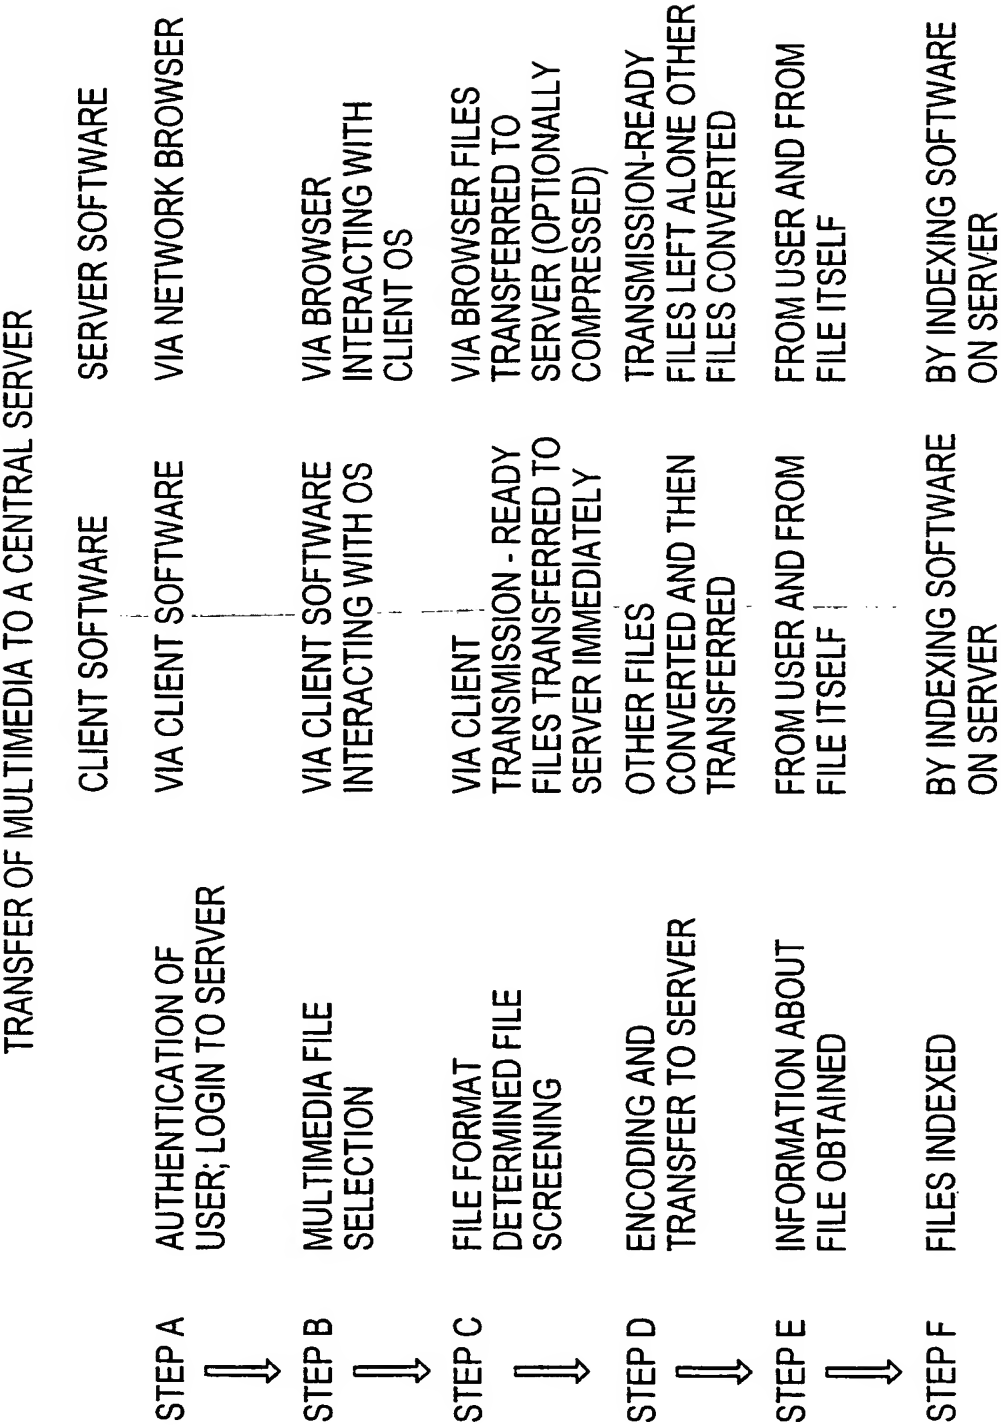 TRANSFER OF MULTIMEDIA TO A CENTRAL SERVER
CLIENT SOFTWARE
SERVER SOFTWARE
STEP A
AUTHENTICATION OF
USER; LOGIN TO SERVER
VIA CLIENT SOFTWARE
VIA NETWORK BROWSER
STEP B
MULTIMEDIA FILE
SELECTION
VIA CLIENT SOFTWARE
INTERACTING WITH OS
VIA BROWSER
INTERACTING WITH
CLIENT OS
STEP C
FILE FORMAT
DETERMINED FILE
SCREENING
VIA CLIENT
TRANSMISSION - READY
FILES TRANSFERRED TO
SERVER IMMEDIATELY
VIA BROWSER FILES
TRANSFERRED TO
SERVER (OPTIONALLY
COMPRESSED)
STEP D
ENCODING AND
TRANSFER TO SERVER
OTHER FILES
CONVERTED AND THEN
TRANSFERRED
TRANSMISSION-READY
FILES LEFT ALONE OTHER
FILES CONVERTED
STEP E
INFORMATION ABOUT
FILE OBTAINED
FROM USER AND FROM
FILE ITSELF
FROM USER AND FROM
FILE ITSELF
STEP F
FILES INDEXED
BY INDEXING SOFTWARE
ON SERVER
BY INDEXING SOFTWARE
ON SERVER